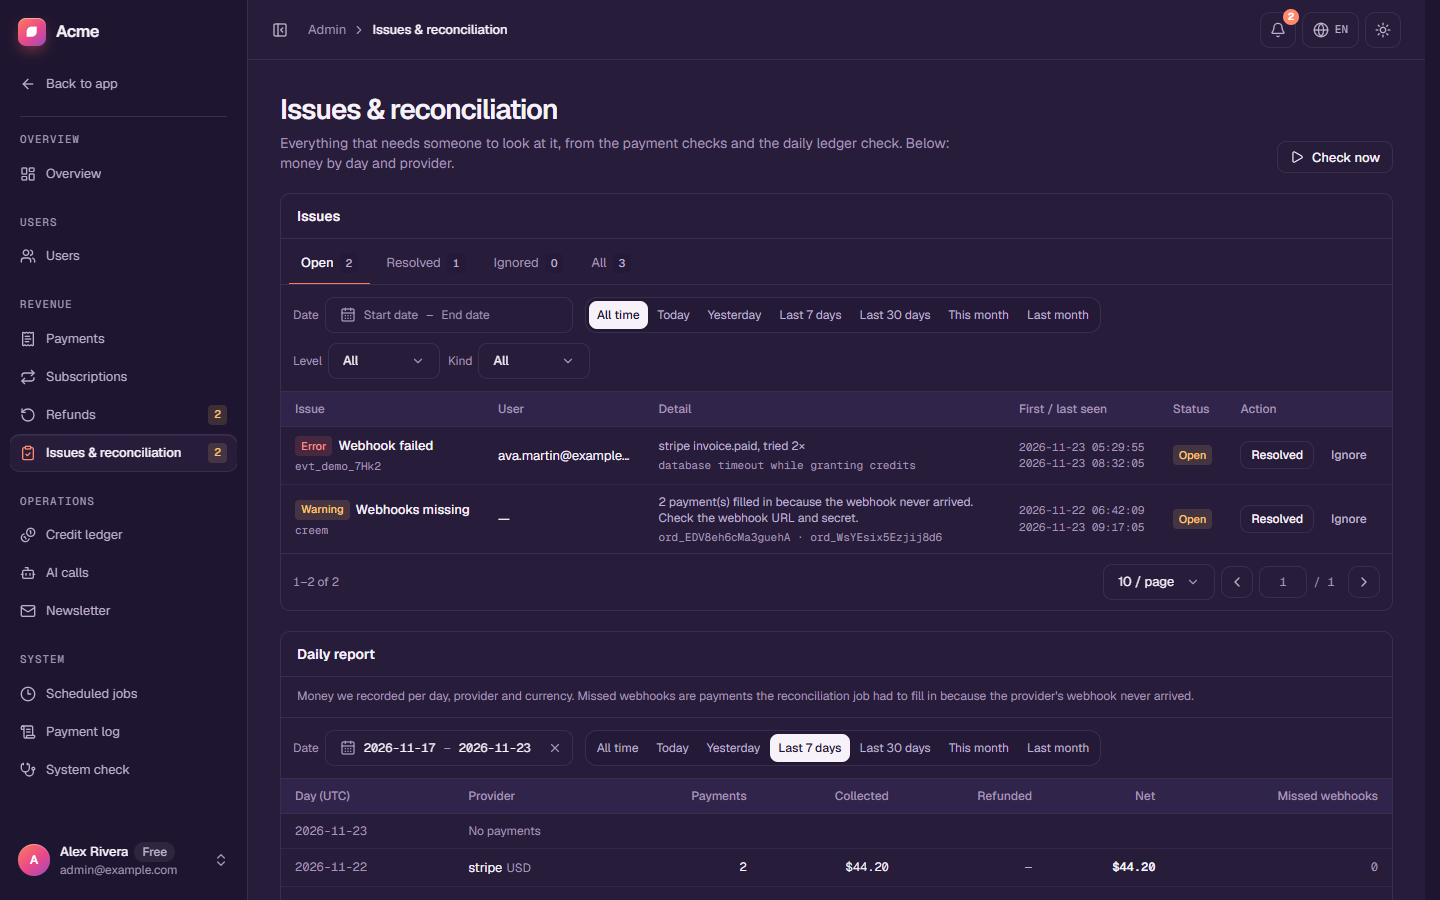 Acme
Back to app
OVERVIEW
Overview
USERS
Users
REVENUE
Payments
Subscriptions
Refunds 2
Issues & reconciliation 2
OPERATIONS
Credit ledger
AI calls
Newsletter
SYSTEM
Scheduled jobs
Payment log
System check
A Alex Rivera Free
admin@example.com
Admin > Issues & reconciliation
2
EN
Issues & reconciliation
Everything that needs someone to look at it, from the payment checks and the daily ledger check. Below:
money by day and provider.
Check now
Issues
Open 2 Resolved 1 Ignored 0 All 3
Date Start date – End date All time Today Yesterday Last 7 days Last 30 days This month Last month
Level All Kind All
Issue User Detail First / last seen Status Action
Error Webhook failed
evt_demo_7Hk2
ava.martin@example...
stripe invoice.paid, tried 2×
database timeout while granting credits
2026-11-23 05:29:55
2026-11-23 08:32:05
Open Resolved Ignore
Warning Webhooks missing
creem
—
2 payment(s) filled in because the webhook never arrived.
Check the webhook URL and secret.
ord_EDV8eh6cMa3guehA · ord_WsYEsix5Ezjij8d6
2026-11-22 06:42:09
2026-11-23 09:17:05
Open Resolved Ignore
1–2 of 2 10 / page 1 / 1
Daily report
Money we recorded per day, provider and currency. Missed webhooks are payments the reconciliation job had to fill in because the provider's webhook never arrived.
Date 2026-11-17 – 2026-11-23 All time Today Yesterday Last 7 days Last 30 days This month Last month
Day (UTC) Provider Payments Collected Refunded Net Missed webhooks
2026-11-23 No payments
2026-11-22 stripe USD 2 $44.20 — $44.20 0